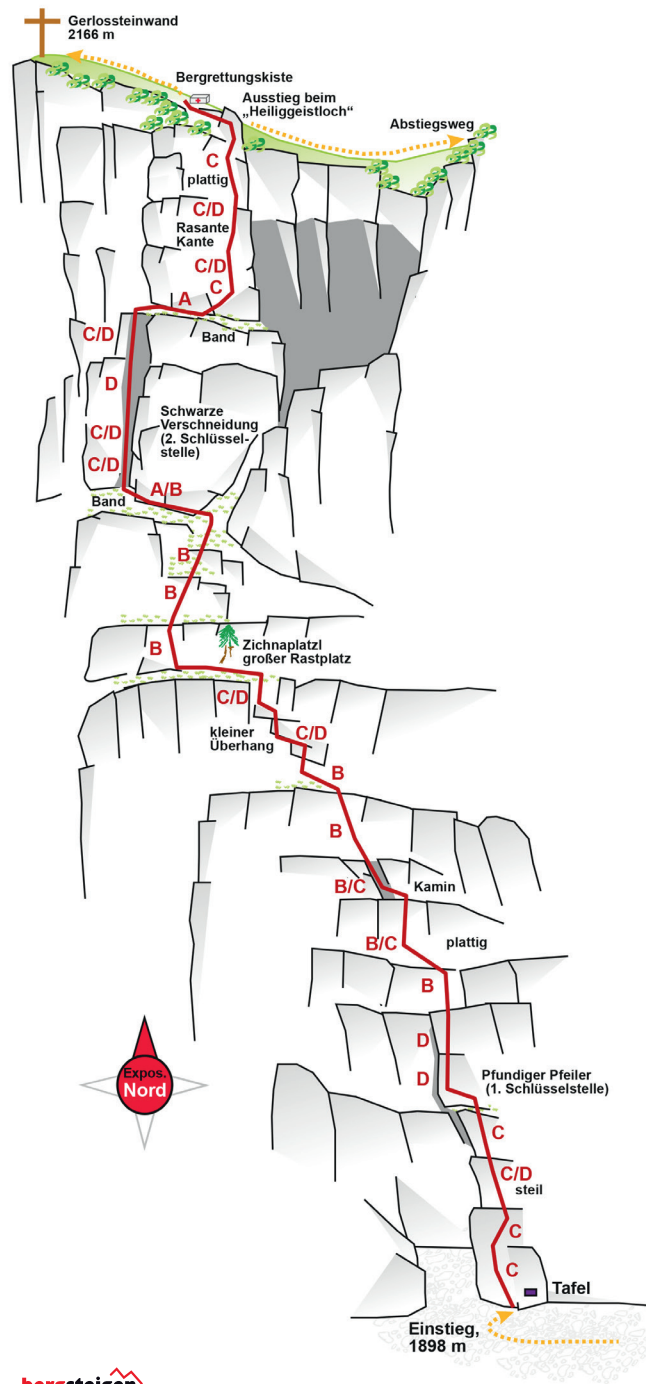 Gerlossteinwand
2166 m
Bergrettungskiste
Ausstieg beim
„Heiliggeistloch“
Abstiegsweg
C
plattig
C/D
Rasante
Kante
C/D
C
A
C/D
Band
D
Schwarze
Verschneidung
(2. Schlüssel-
stelle)
C/D
C/D
A/B
Band
B
B
B
Zichnaplatzl
großer Rastplatz
C/D
kleiner
Überhang
C/D
B
B
B/C
Kamin
B/C
plattig
B
D
Expos.
Nord
D
Pfundiger Pfeiler
(1. Schlüsselstelle)
C
C/D
steil
C
C
Tafel
Einstieg,
1898 m
bergsteigen